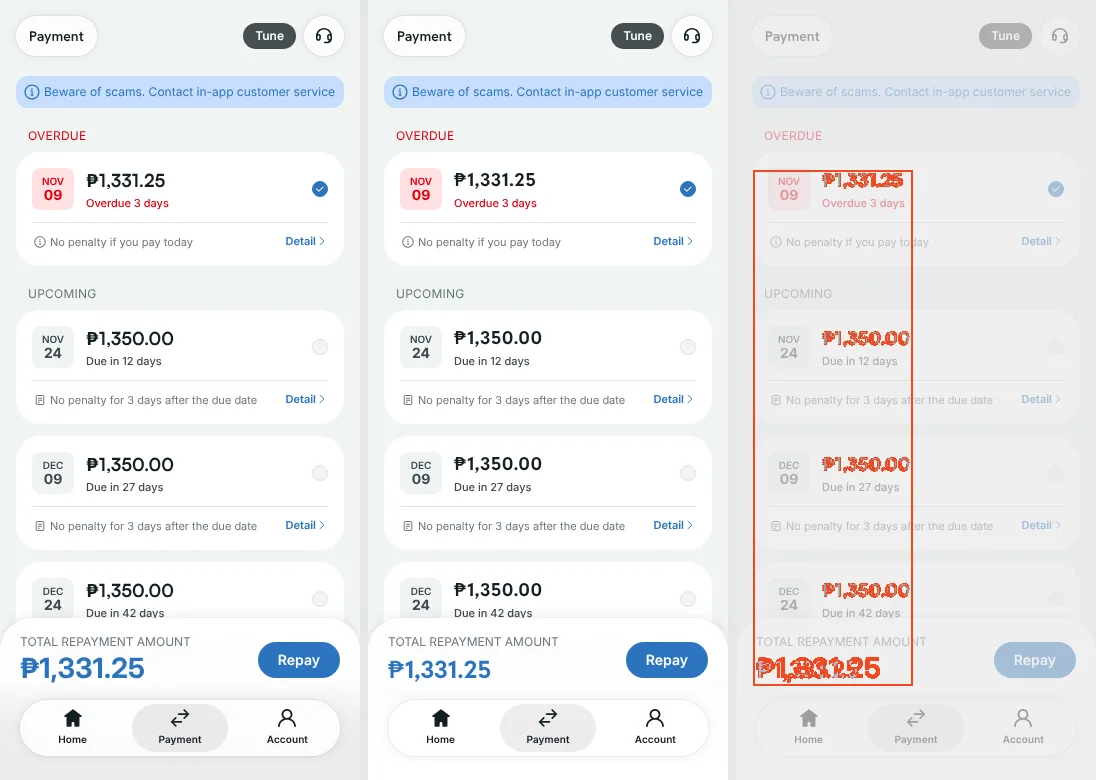 Payment Tune
Beware of scams. Contact in-app customer service
OVERDUE
NOV
09
₱1,331.25
Overdue 3 days
No penalty if you pay today Detail
UPCOMING
NOV
24
₱1,350.00
Due in 12 days
No penalty for 3 days after the due date Detail
DEC
09
₱1,350.00
Due in 27 days
No penalty for 3 days after the due date Detail
DEC
24
₱1,350.00
Due in 42 days
TOTAL REPAYMENT AMOUNT
₱1,331.25
Repay
Home Payment Account
Payment Tune
Beware of scams. Contact in-app customer service
OVERDUE
NOV
09
₱1,331.25
Overdue 3 days
No penalty if you pay today Detail
UPCOMING
NOV
24
₱1,350.00
Due in 12 days
No penalty for 3 days after the due date Detail
DEC
09
₱1,350.00
Due in 27 days
No penalty for 3 days after the due date Detail
DEC
24
₱1,350.00
Due in 42 days
TOTAL REPAYMENT AMOUNT
₱1,331.25
Repay
Home Payment Account
Payment Tune
Beware of scams. Contact in-app customer service
OVERDUE
NOV
09
₱1,331.25
Overdue 3 days
No penalty if you pay today Detail
UPCOMING
NOV
24
₱1,350.00
Due in 12 days
No penalty for 3 days after the due date Detail
DEC
09
₱1,350.00
Due in 27 days
No penalty for 3 days after the due date Detail
DEC
24
₱1,350.00
Due in 42 days
TOTAL REPAYMENT AMOUNT
Repay
Home Payment Account